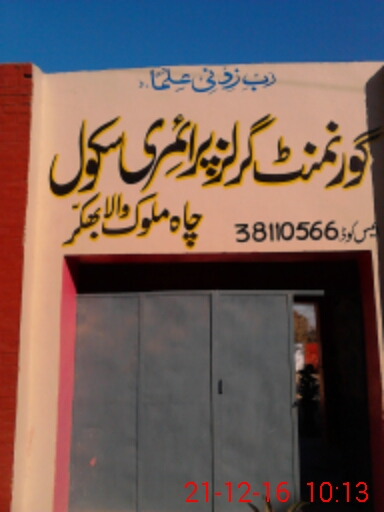 رب زدنی علما
گورنمنٹ گرلز پرائمری سکول
چاہ ملوک والا بھکر
ایمس کوڈ 38110566
21-12-16 10:13